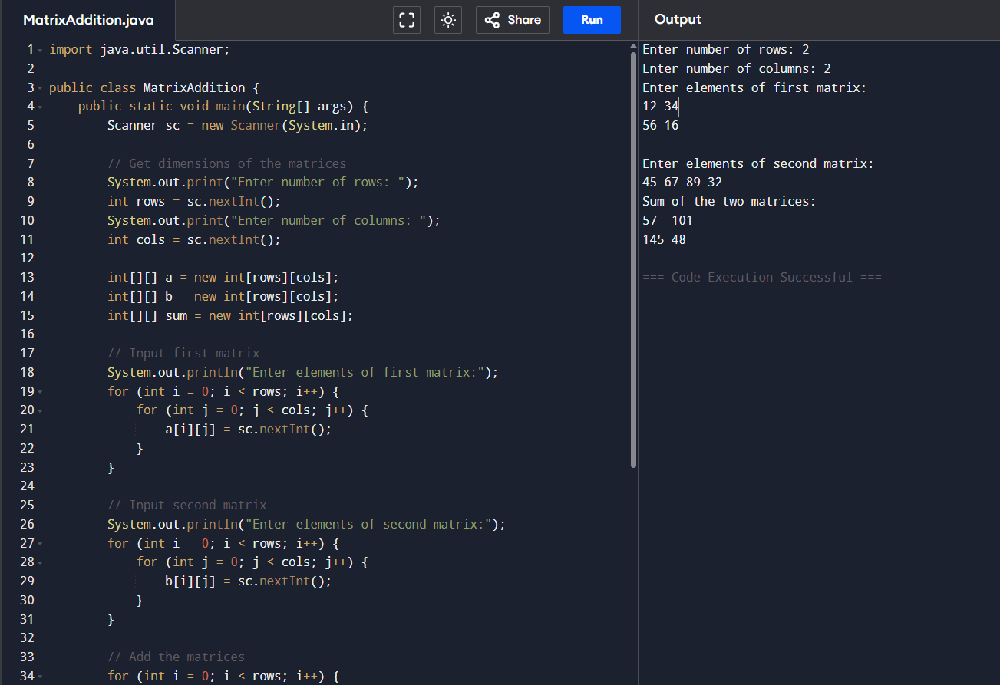 MatrixAddition.java
Share
Run
Output
1 import java.util.Scanner;
2
3 public class MatrixAddition {
4     public static void main(String[] args) {
5         Scanner sc = new Scanner(System.in);
6
7         // Get dimensions of the matrices
8         System.out.print("Enter number of rows: ");
9         int rows = sc.nextInt();
10         System.out.print("Enter number of columns: ");
11         int cols = sc.nextInt();
12
13         int[][] a = new int[rows][cols];
14         int[][] b = new int[rows][cols];
15         int[][] sum = new int[rows][cols];
16
17         // Input first matrix
18         System.out.println("Enter elements of first matrix:");
19         for (int i = 0; i < rows; i++) {
20             for (int j = 0; j < cols; j++) {
21                 a[i][j] = sc.nextInt();
22             }
23         }
24
25         // Input second matrix
26         System.out.println("Enter elements of second matrix:");
27         for (int i = 0; i < rows; i++) {
28             for (int j = 0; j < cols; j++) {
29                 b[i][j] = sc.nextInt();
30             }
31         }
32
33         // Add the matrices
34         for (int i = 0; i < rows; i++) {
Enter number of rows: 2
Enter number of columns: 2
Enter elements of first matrix:
12 34
56 16
Enter elements of second matrix:
45 67 89 32
Sum of the two matrices:
57  101
145 48
=== Code Execution Successful ===